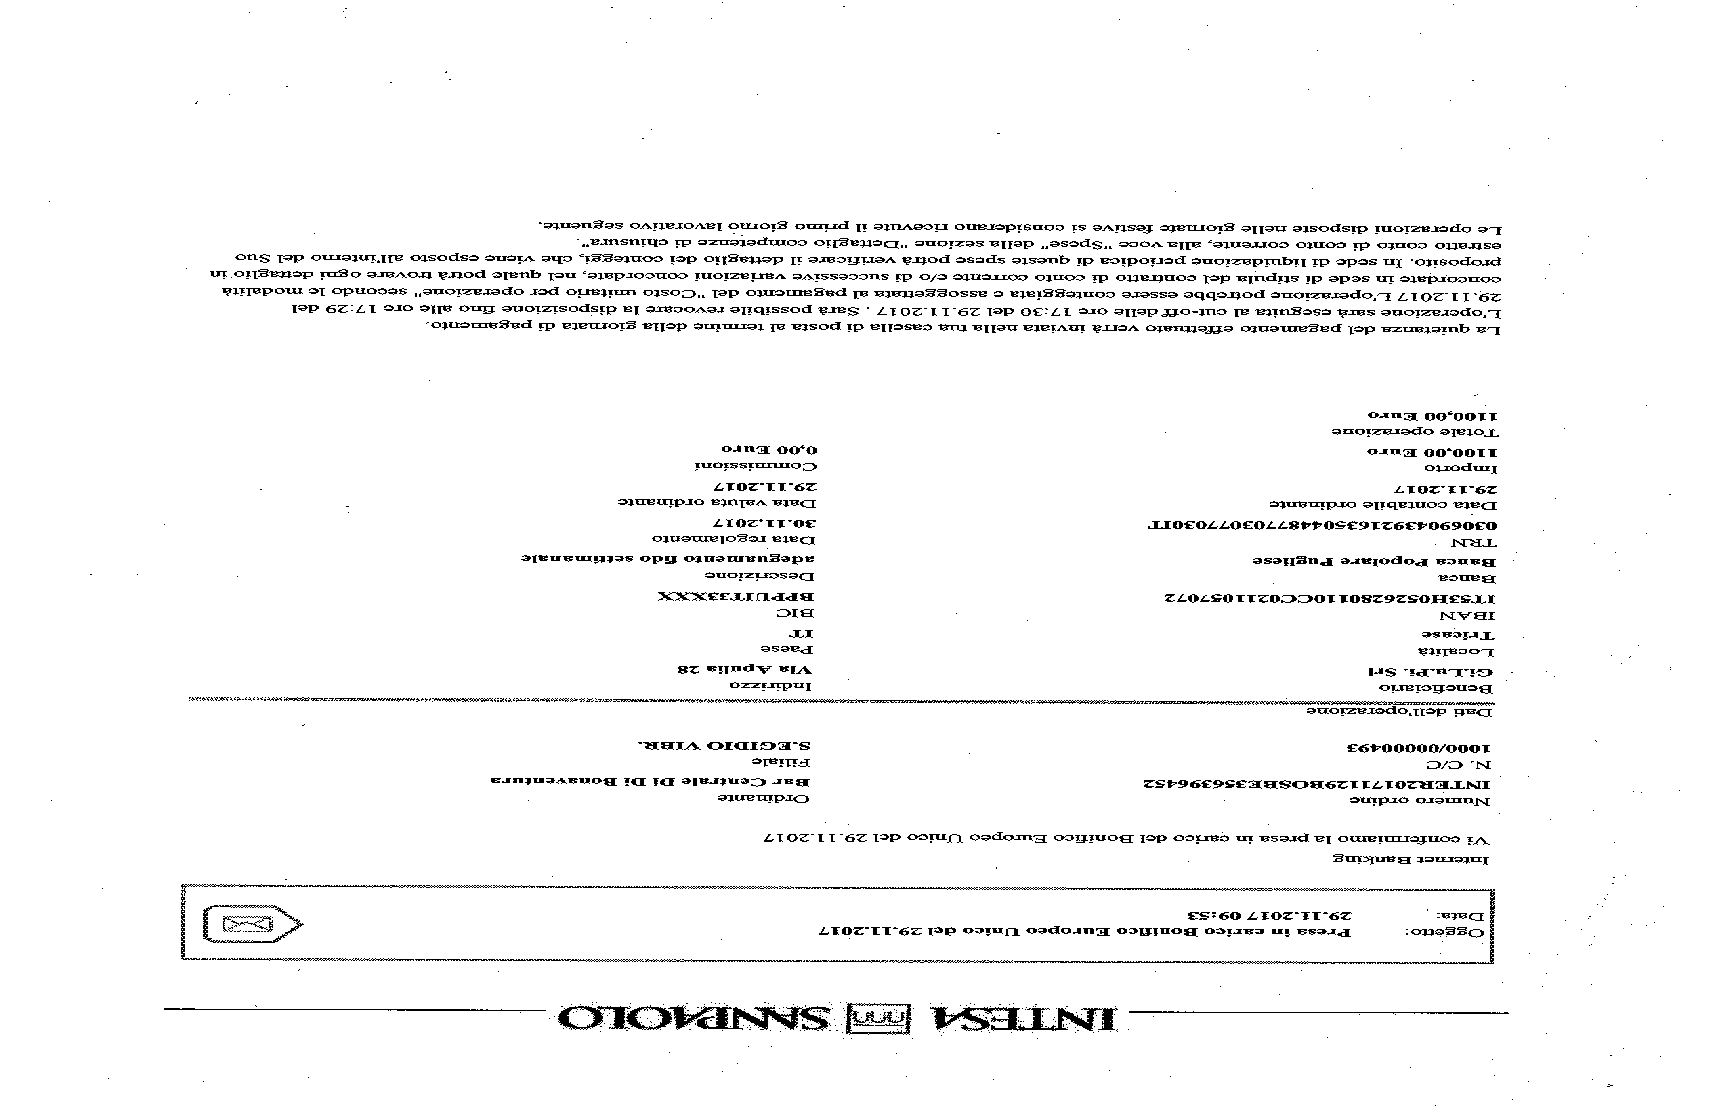 INTESA SANPAOLO
Oggetto: Presa in carico Bonifico Europeo Unico del 29.11.2017
Data: 29.11.2017 09:53
Internet Banking
Vi confermiamo la presa in carico del Bonifico Europeo Unico del 29.11.2017
Numero ordine Ordinante
INTER20171129BOSBE356396452 Bar Centrale Di Di Bonaventura
N. C/C Filiale
1000/00000493 S.EGIDIO VIBR.
Dati dell'operazione
Beneficiario Indirizzo
Gi.Lu.Pi. Srl Via Apulia 28
Località Paese
Tricase IT
IBAN BIC
IT53H0526280110CC0211057072 BPPUIT33XXX
Banca Descrizione
Banca Popolare Pugliese adeguamento fido settimanale
TRN Data regolamento
0306904392163504487703077030IT 30.11.2017
Data contabile ordinante Data valuta ordinante
29.11.2017 29.11.2017
Importo Commissioni
1100,00 Euro 0,00 Euro
Totale operazione
1100,00 Euro
La quietanza del pagamento effettuato verrà inviata nella tua casella di posta al termine della giornata di pagamento.
L'operazione sarà eseguita al cut-off delle ore 17:30 del 29.11.2017 . Sarà possibile revocare la disposizione fino alle ore 17:29 del
29.11.2017 L'operazione potrebbe essere conteggiata e assoggettata al pagamento del "Costo unitario per operazione" secondo le modalità
concordate in sede di stipula del contratto di conto corrente e/o di successive variazioni concordate, nel quale potrà trovare ogni dettaglio in
proposito. In sede di liquidazione periodica di queste spese potrà verificare il dettaglio dei conteggi, che viene esposto all'interno del Suo
estratto conto di conto corrente, alla voce "Spese" della sezione "Dettaglio competenze di chiusura".
Le operazioni disposte nelle giornate festive si considerano ricevute il primo giorno lavorativo seguente.